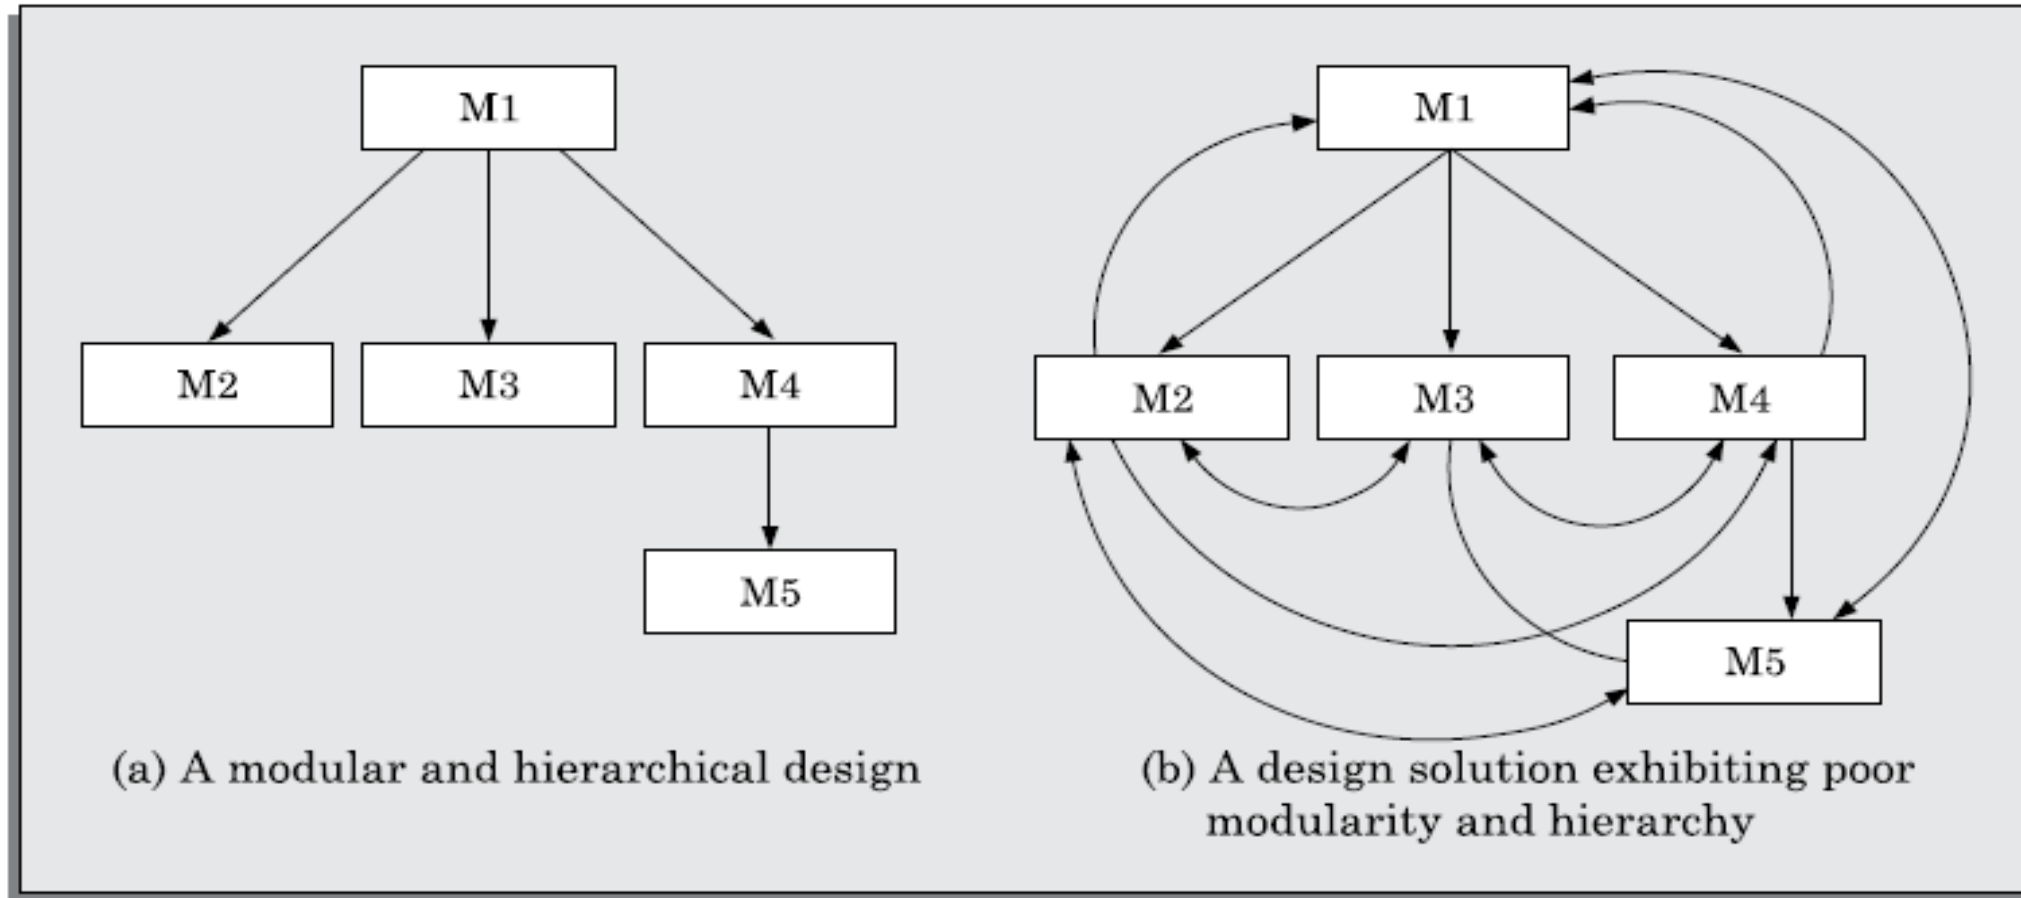 M1
M2
M3
M4
M5
(a) A modular and hierarchical design
M1
M2
M3
M4
M5
(b) A design solution exhibiting poor
modularity and hierarchy